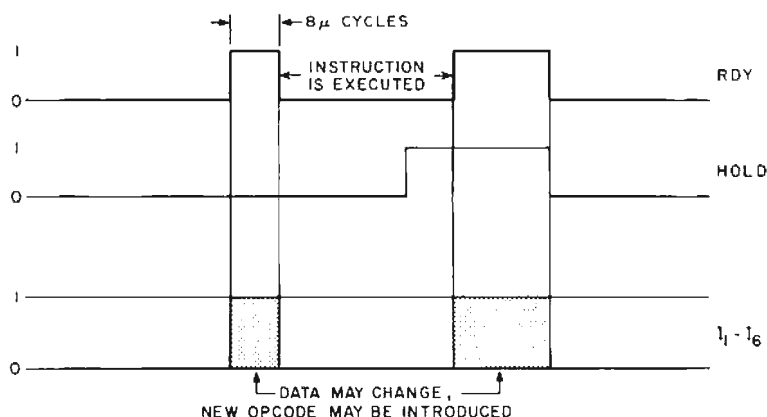 8μ CYCLES
1
INSTRUCTION
IS EXECUTED
RDY
0
1
HOLD
0
1
I1 - I6
0
DATA MAY CHANGE,
NEW OPCODE MAY BE INTRODUCED